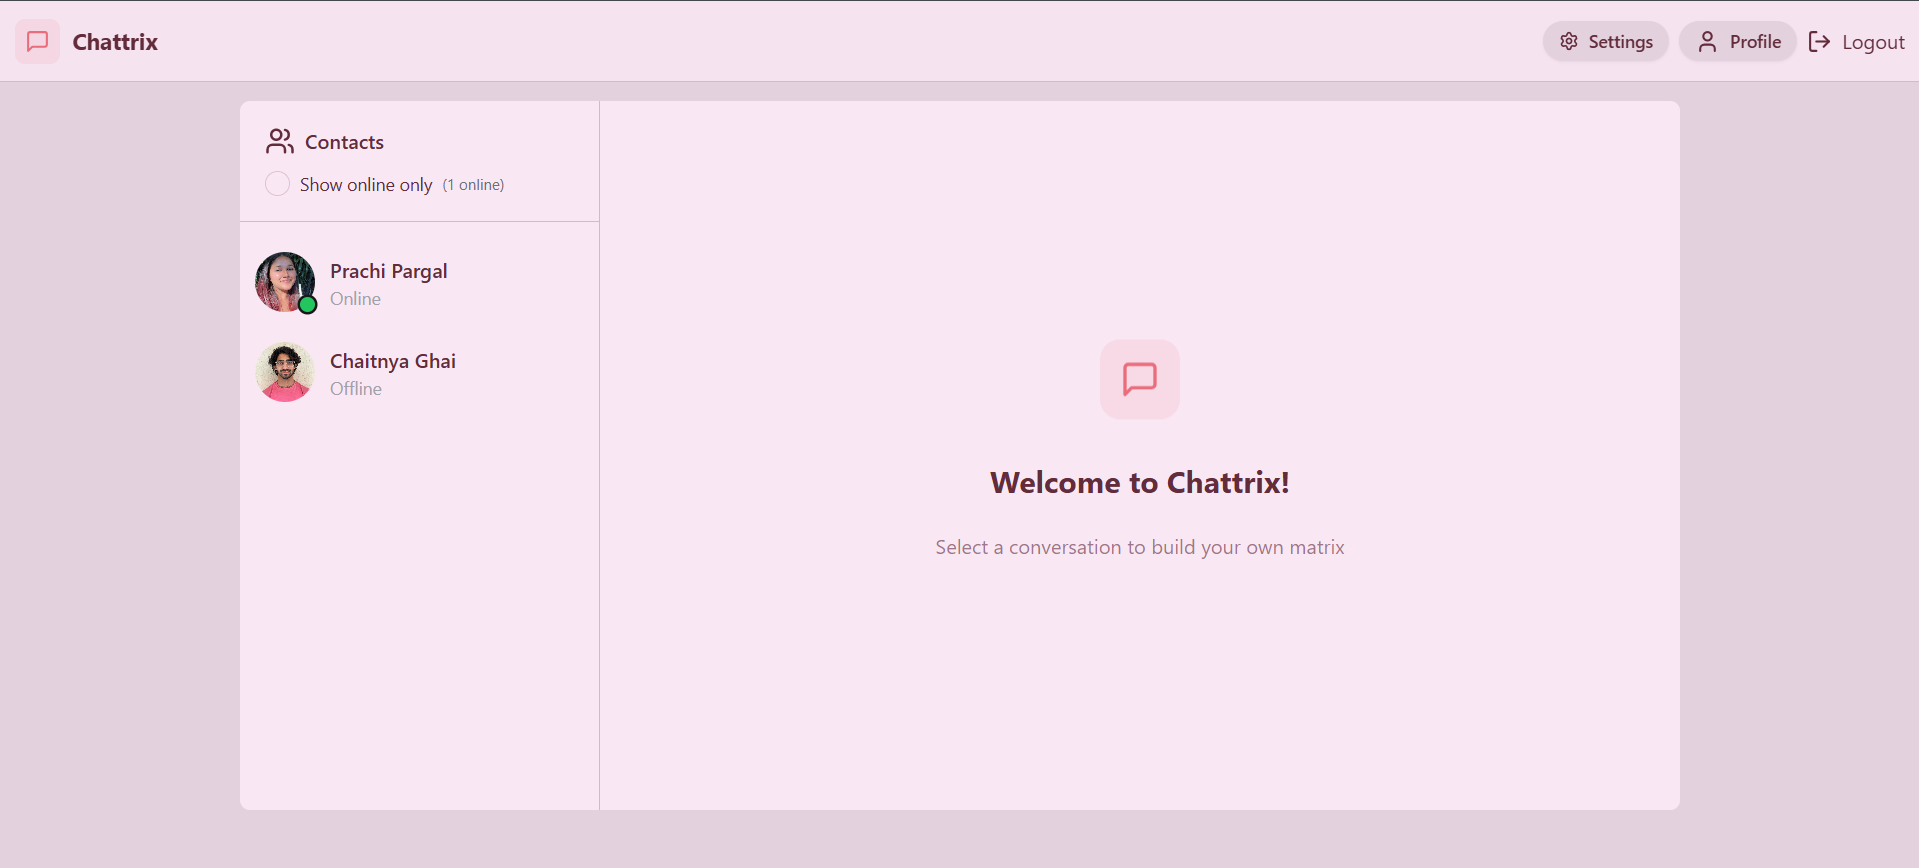 Chattrix
Settings
Profile
Logout
Contacts
Show online only (1 online)
Prachi Pargal
Online
Chaitnya Ghai
Offline
Welcome to Chattrix!
Select a conversation to build your own matrix